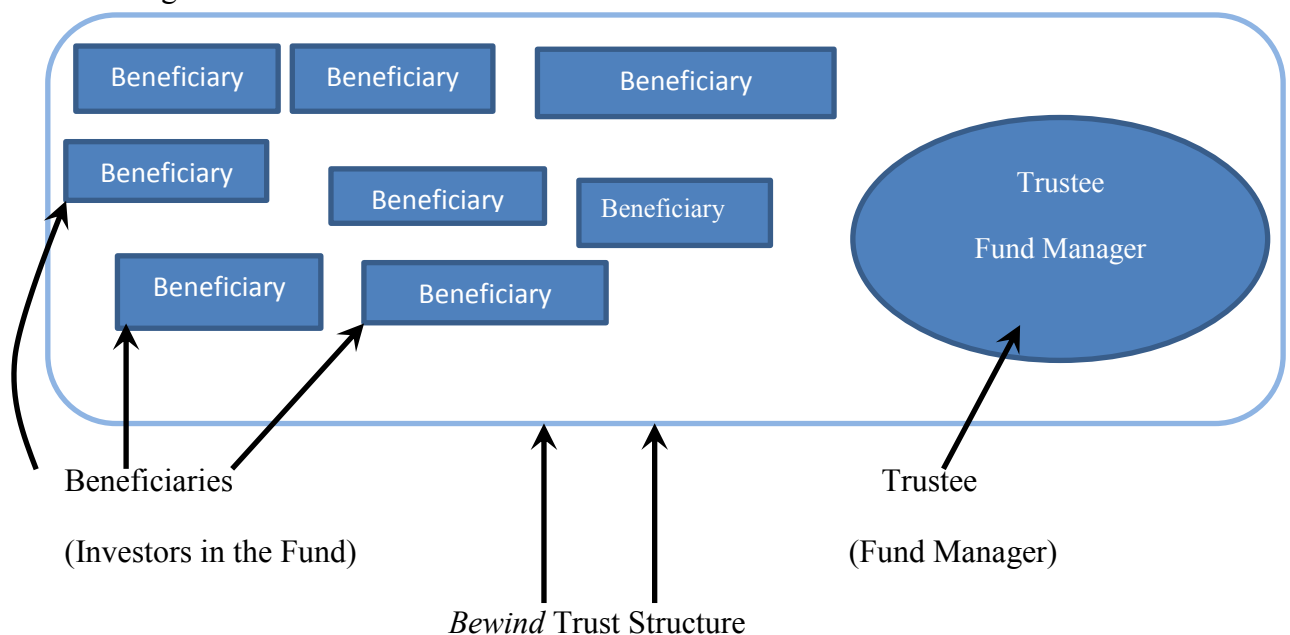 Beneficiary
Beneficiary
Beneficiary
Beneficiary
Beneficiary
Beneficiary
Beneficiary
Beneficiary
Trustee
Fund Manager
Beneficiaries
(Investors in the Fund)
Trustee
(Fund Manager)
Bewind Trust Structure